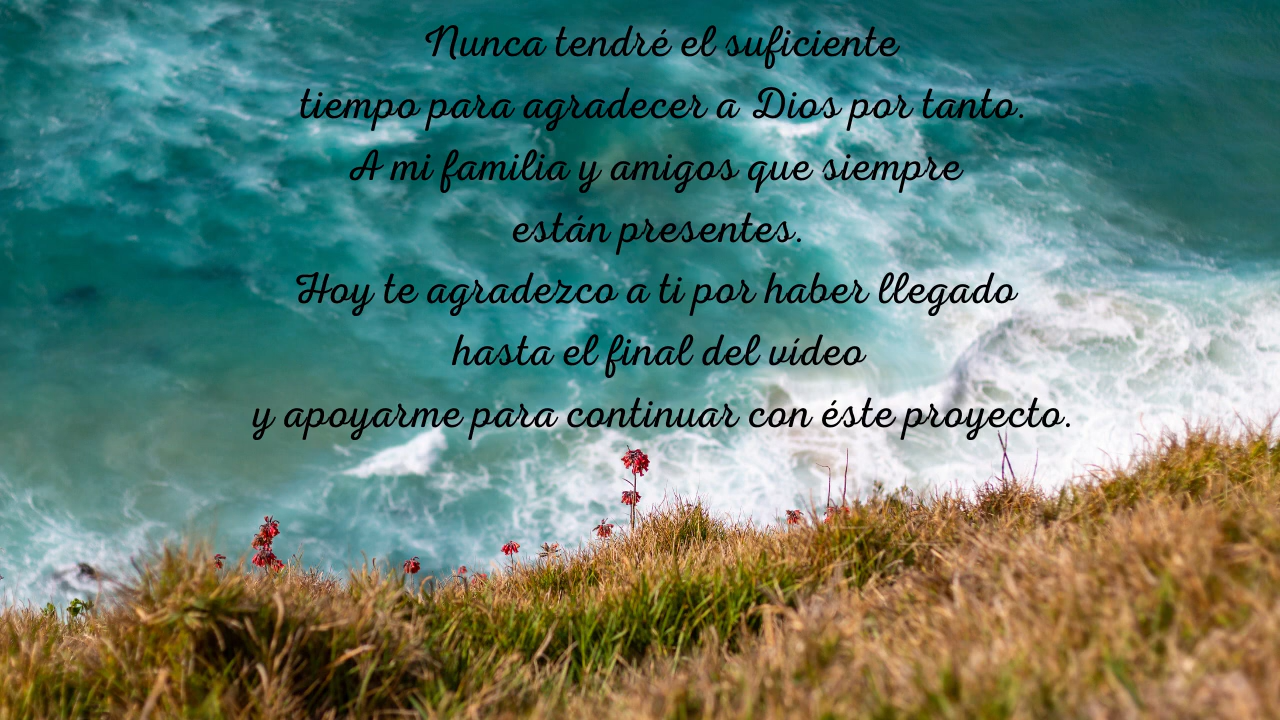 Nunca tendré el suficiente
tiempo para agradecer a Dios por tanto.
A mi familia y amigos que siempre
están presentes.
Hoy te agradezco a ti por haber llegado
hasta el final del vídeo
y apoyarme para continuar con éste proyecto.